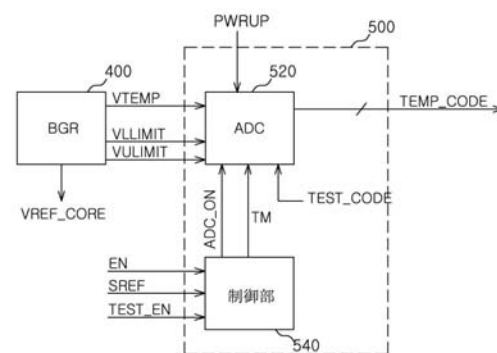 PWRUP
500
400
520
VTEMP
TEMP_CODE
BGR
ADC
VLLIMIT
VULIMIT
VREF_CORE
ADC_ON
TM
TEST_CODE
EN
SREF
制御部
TEST_EN
540